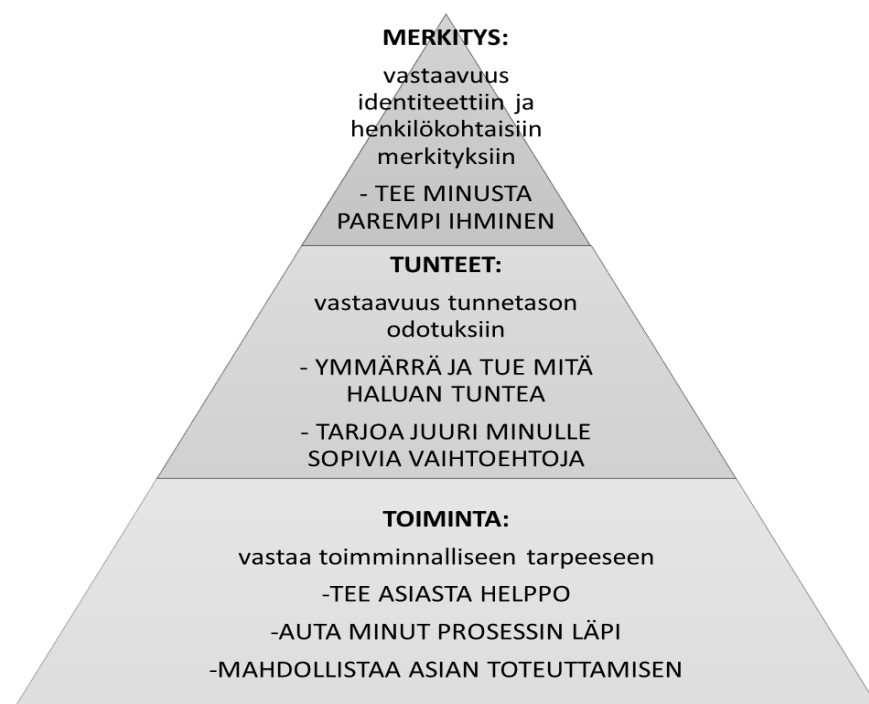 MERKITYS:
vastaavuus
identiteettiin ja
henkilökohtaisiin
merkityksiin
- TEE MINUSTA
PAREMPI IHMINEN
TUNTEET:
vastaavuus tunnetason
odotuksiin
- YMMÄRRÄ JA TUE MITÄ
HALUAN TUNTEA
- TARJOA JUURI MINULLE
SOPIVIA VAIHTOEHTOJA
TOIMINTA:
vastaa toimminnalliseen tarpeeseen
-TEE ASIASTA HELPPO
-AUTA MINUT PROSESSIN LÄPI
-MAHDOLLISTAA ASIAN TOTEUTTAMISEN